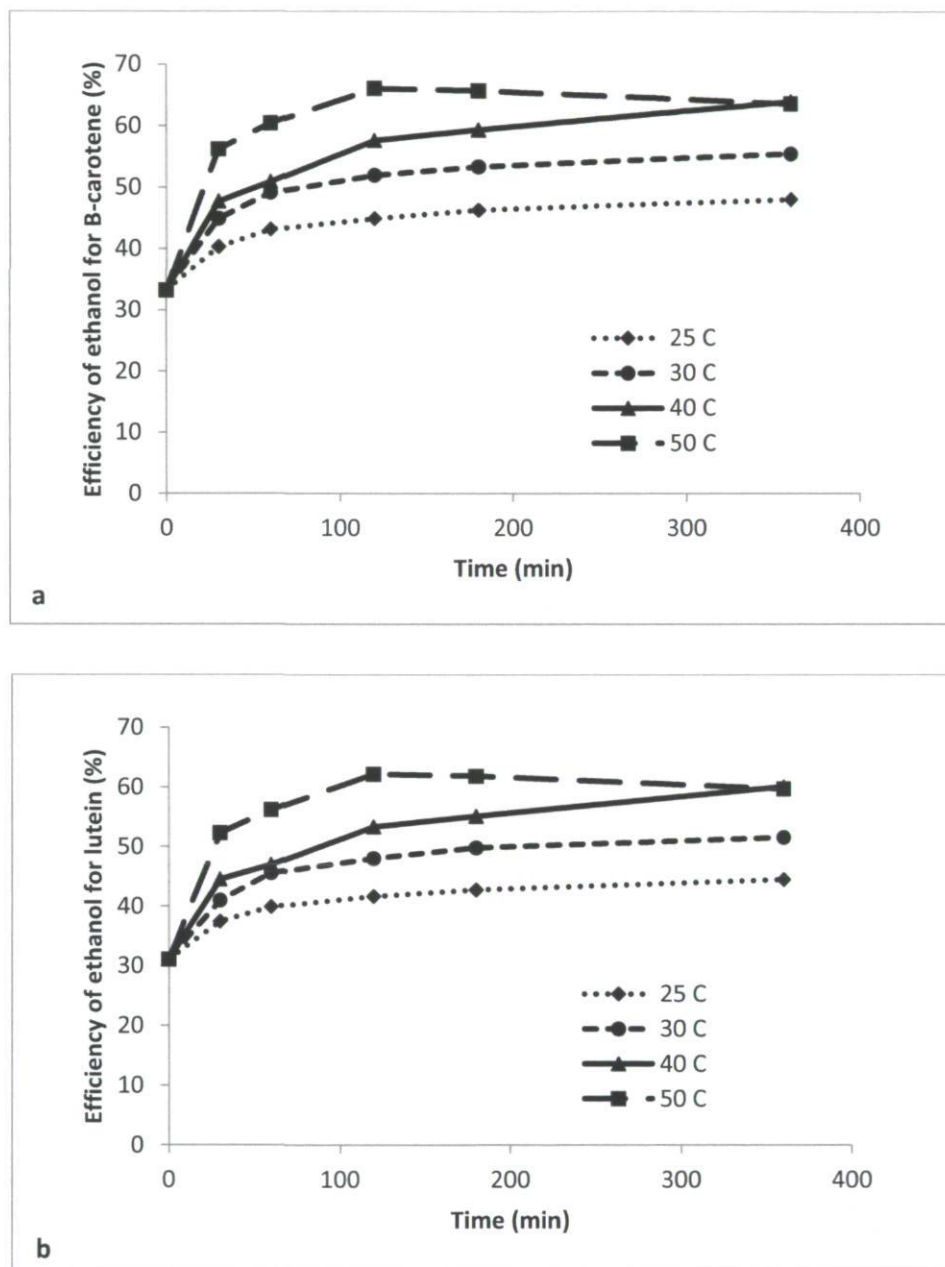 Efficiency of ethanol for B-carotene (%)
70
60
50
40
30
20
10
0
0 100 200 300 400
Time (min)
25 C
30 C
40 C
50 C
a
Efficiency of ethanol for lutein (%)
70
60
50
40
30
20
10
0
0 100 200 300 400
Time (min)
25 C
30 C
40 C
50 C
b